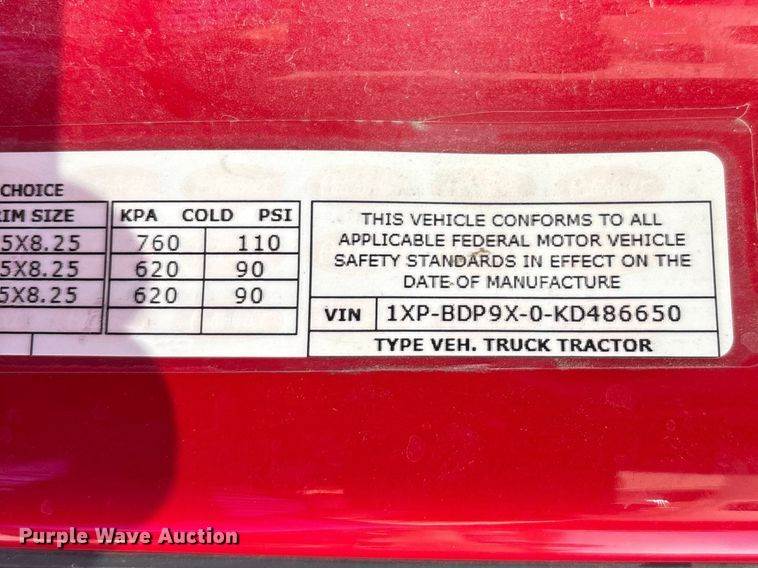 CHOICE
RIM SIZE KPA COLD PSI
5X8.25 760 110
5X8.25 620 90
5X8.25 620 90
THIS VEHICLE CONFORMS TO ALL
APPLICABLE FEDERAL MOTOR VEHICLE
SAFETY STANDARDS IN EFFECT ON THE
DATE OF MANUFACTURE
VIN 1XP-BDP9X-0-KD486650
TYPE VEH. TRUCK TRACTOR
Purple Wave Auction